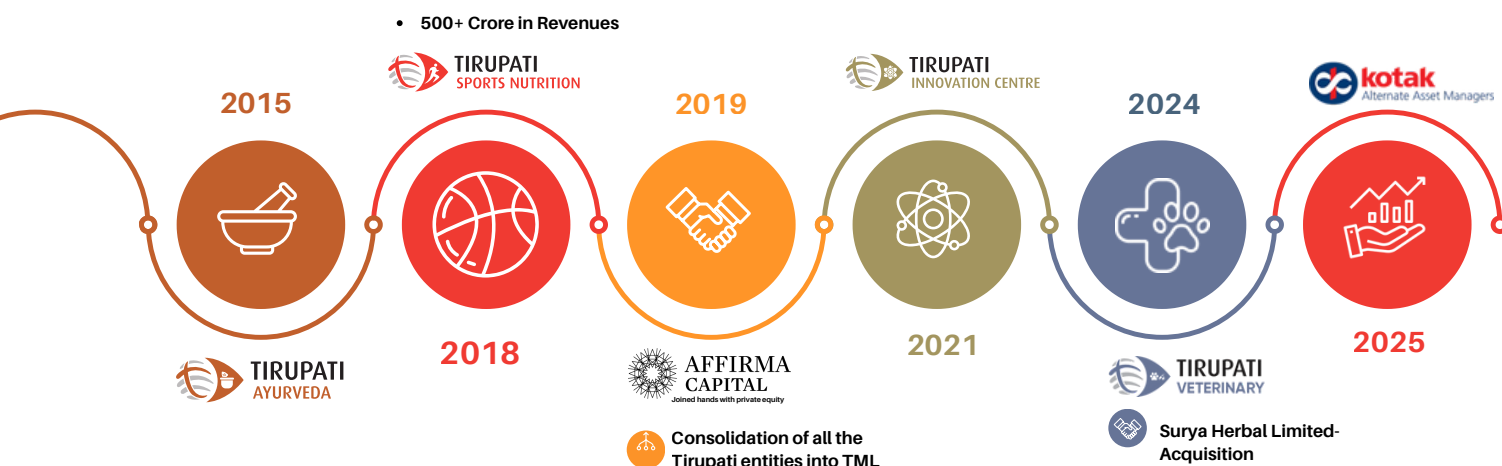 • 500+ Crore in Revenues
TIRUPATI
SPORTS NUTRITION
TIRUPATI
INNOVATION CENTRE
kotak
Alternate Asset Managers
2015
2019
2024
2018
2021
2025
TIRUPATI
AYURVEDA
AFFIRMA
CAPITAL
Joined hands with private equity
TIRUPATI
VETERINARY
Consolidation of all the
Tirupati entities into TML
Surya Herbal Limited-
Acquisition